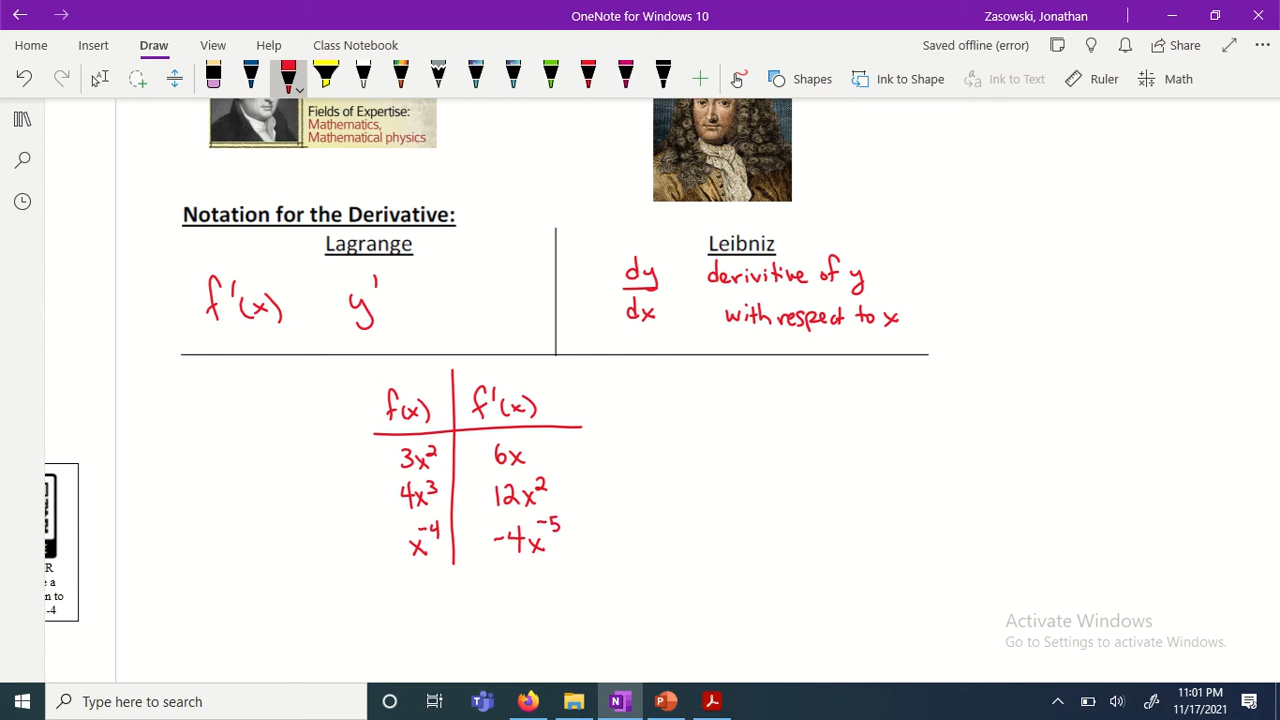 OneNote for Windows 10
Zasowski, Jonathan
Home Insert Draw View Help Class Notebook
Saved offline (error)
Share
Shapes
Ink to Shape
Ink to Text
Ruler
Math
Fields of Expertise:
Mathematics,
Mathematical physics
Notation for the Derivative:
Lagrange
Leibniz
f'(x) y'
dy/dx
derivitive of y
with respect to x
f(x) f'(x)
3x² 6x
4x³ 12x²
x⁻⁴ -4x⁻⁵
R
e a
n to
-4
Activate Windows
Go to Settings to activate Windows.
Type here to search
11:01 PM
11/17/2021